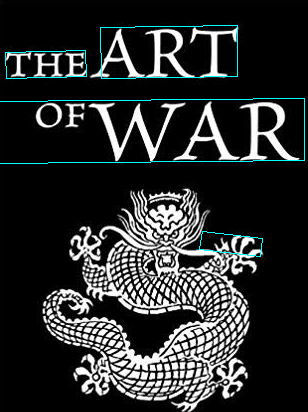 THE ART
OF WAR